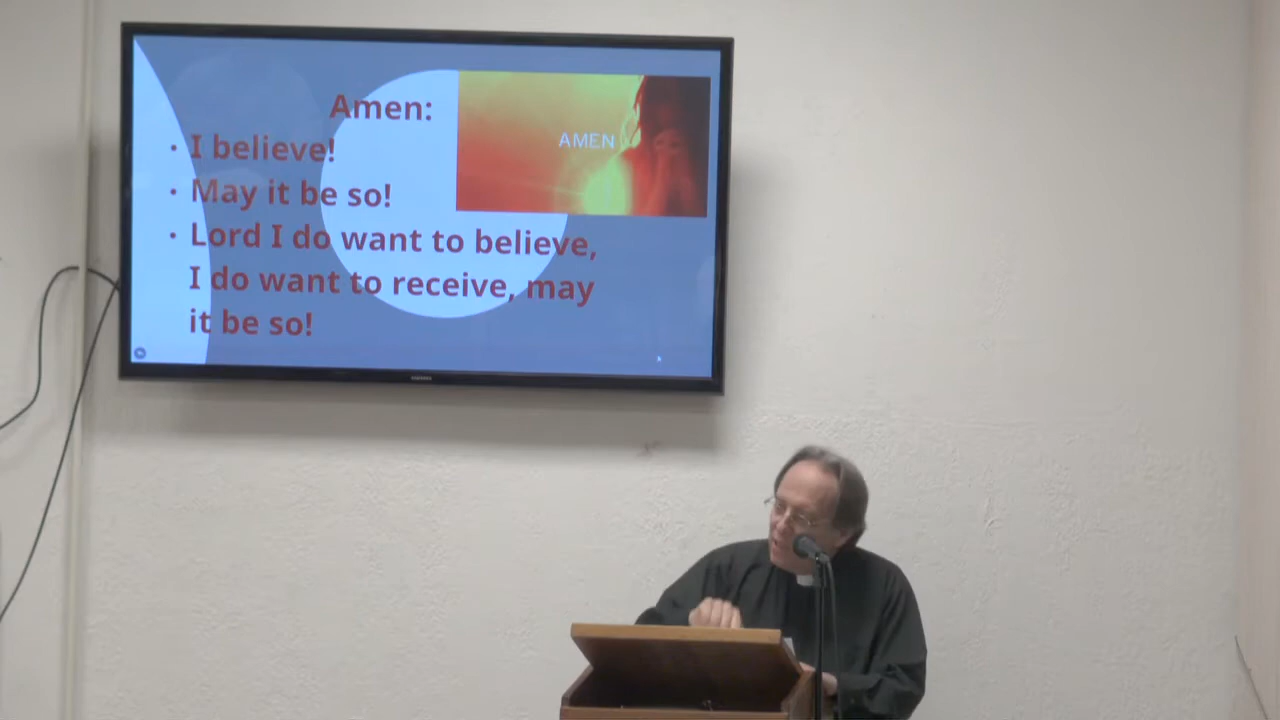 Amen:
• I believe!
• May it be so!
• Lord I do want to believe,
I do want to receive, may
it be so!
AMEN